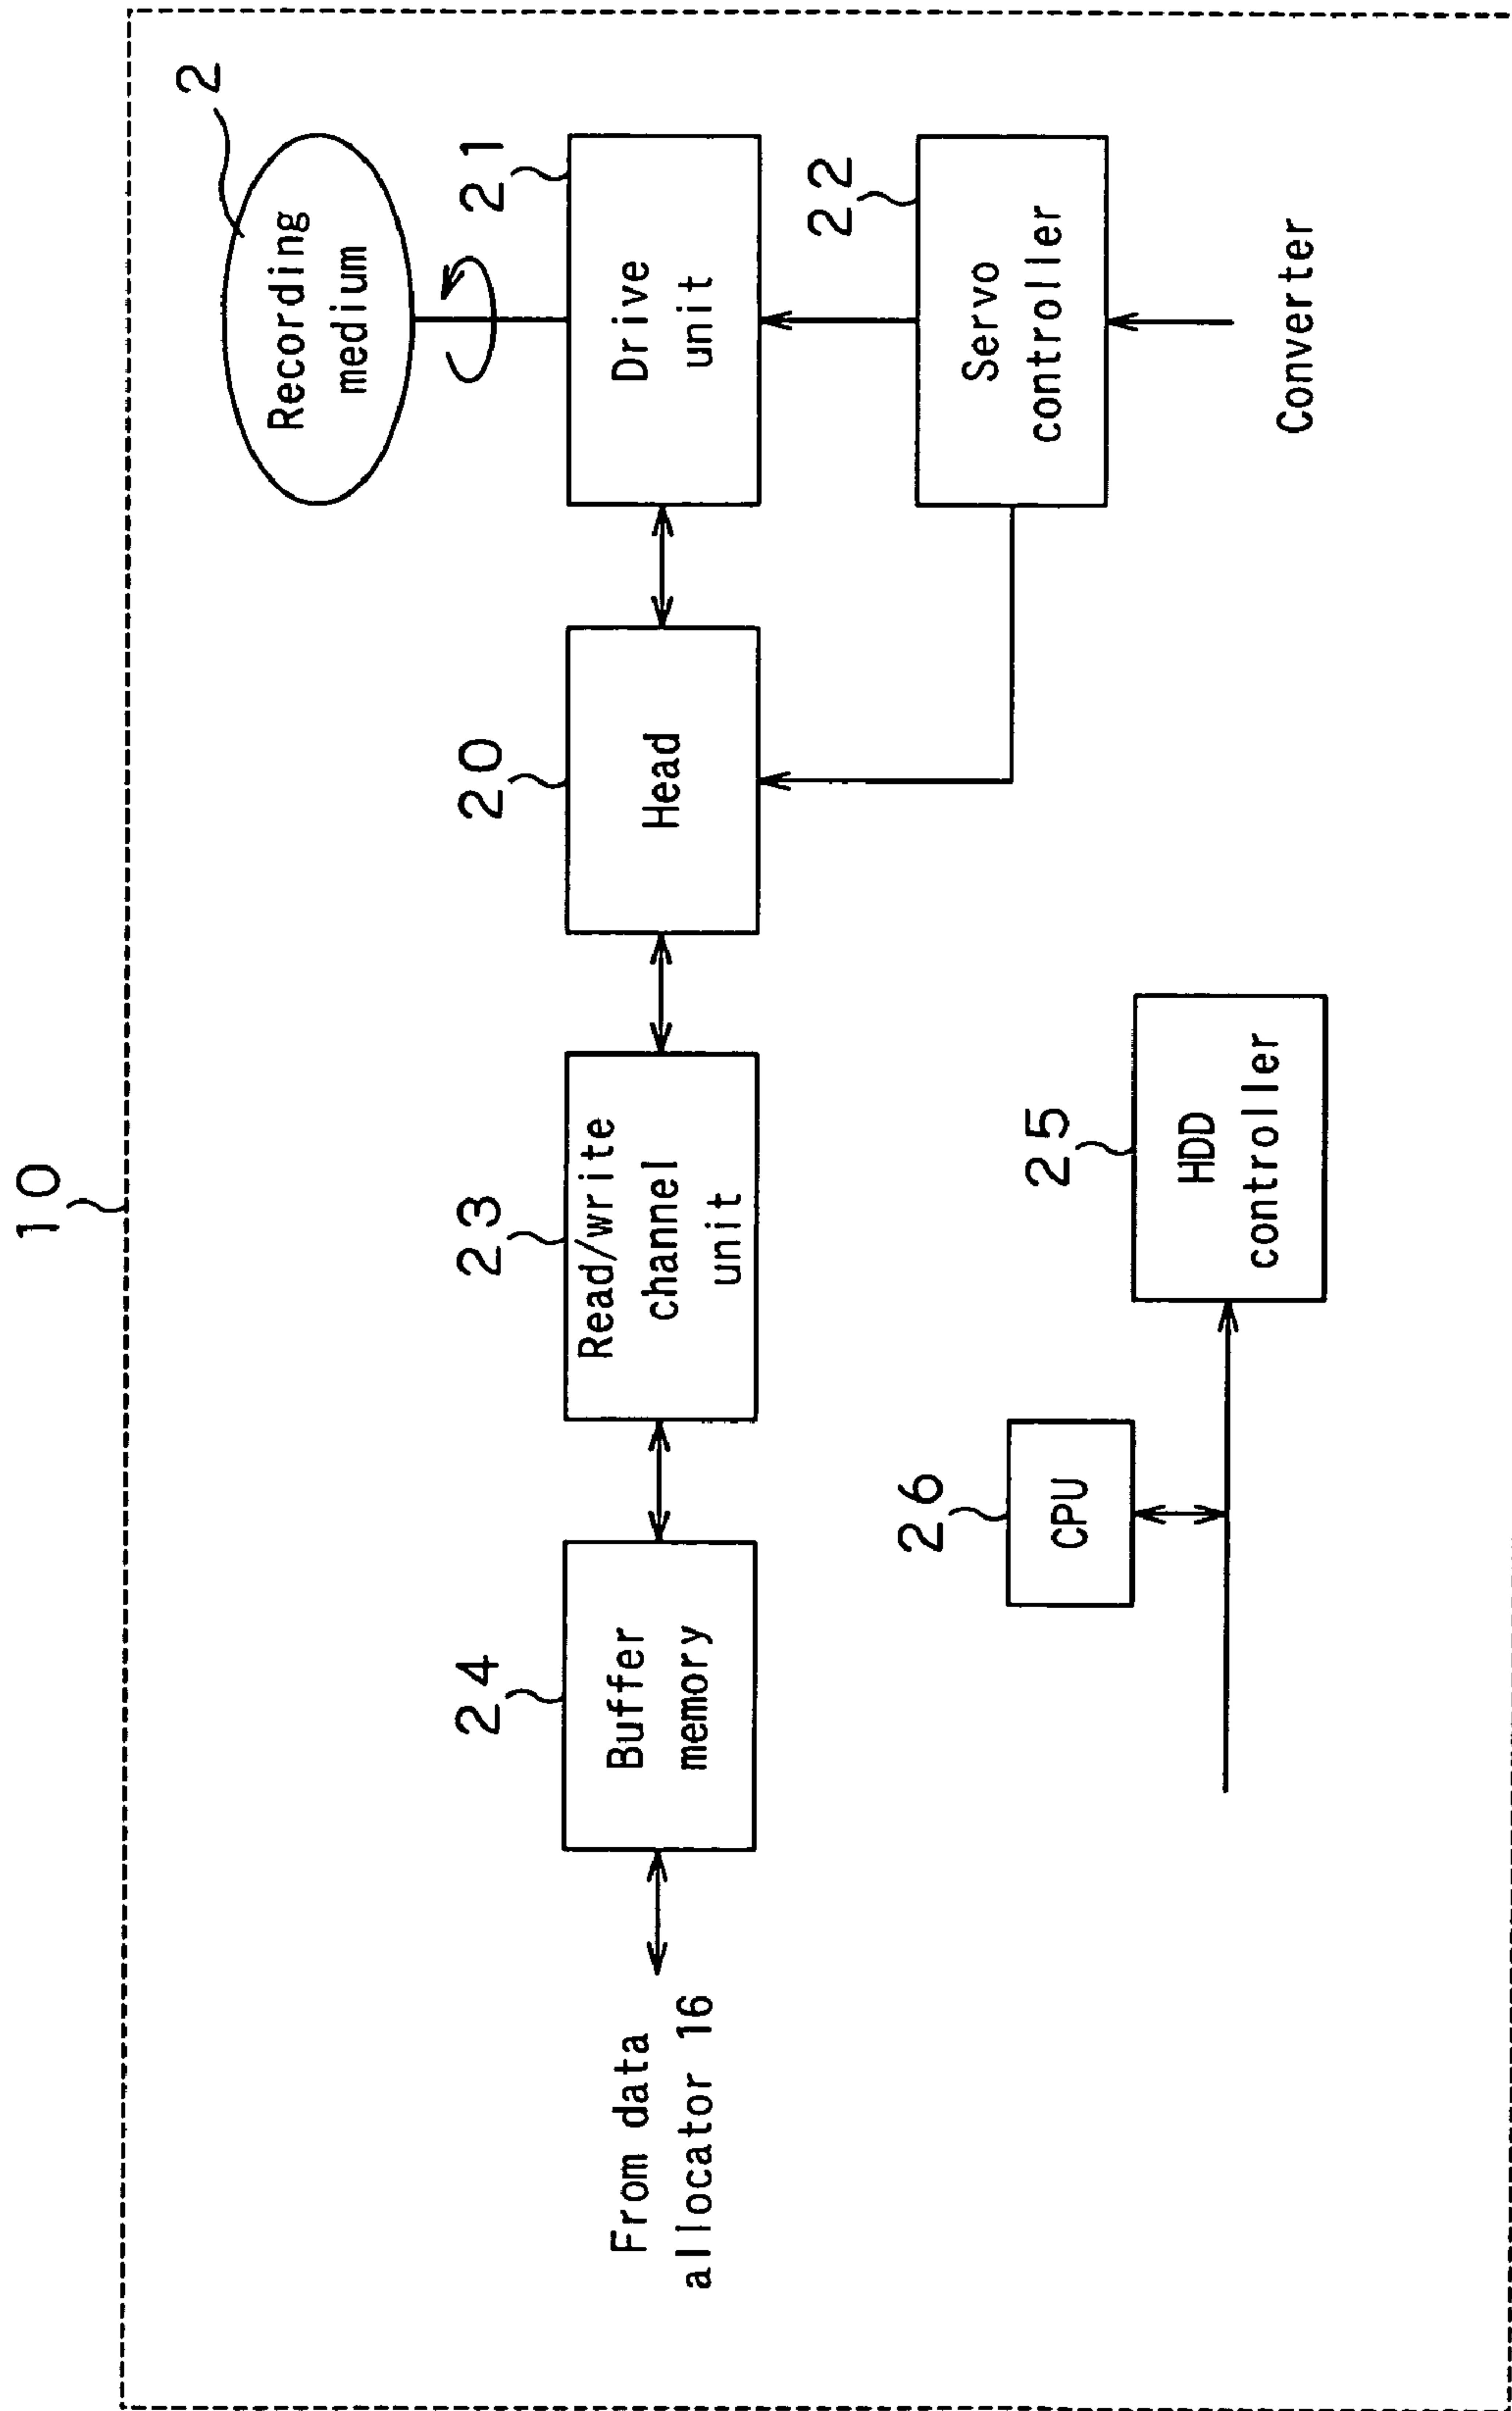 10
2
Recording
medium
24
23
20
21
Buffer
memory
Read/write
channel
unit
Head
Drive
unit
From data
allocator 16
26
CPU
22
Servo
controller
25
HDD
controller
Converter